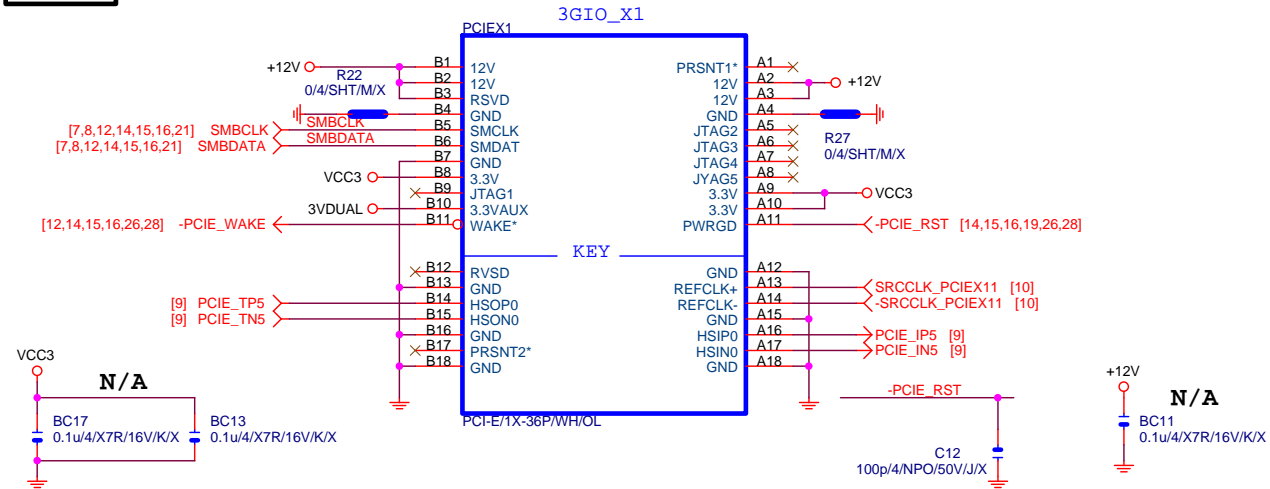 3GIO_X1
PCIEX1
+12V
R22
0/4/SHT/M/X
B1 12V
B2 12V
B3 RSVD
B4 GND
[7,8,12,14,15,16,21] SMBCLK SMBCLK B5 SMCLK
[7,8,12,14,15,16,21] SMBDATA SMBDATA B6 SMDAT
B7 GND
VCC3 B8 3.3V
B9 JTAG1
3VDUAL B10 3.3VAUX
[12,14,15,16,26,28] -PCIE_WAKE B11 WAKE*
KEY
B12 RVSD
B13 GND
[9] PCIE_TP5 B14 HSOP0
[9] PCIE_TN5 B15 HSON0
B16 GND
B17 PRSNT2*
B18 GND
PRSNT1* A1
12V A2 +12V
12V A3
GND A4
R27
0/4/SHT/M/X
JTAG2 A5
JTAG3 A6
JTAG4 A7
JYAG5 A8
3.3V A9 VCC3
3.3V A10
PWRGD A11 -PCIE_RST [14,15,16,19,26,28]
GND A12
REFCLK+ A13 SRCCLK_PCIEX11 [10]
REFCLK- A14 -SRCCLK_PCIEX11 [10]
GND A15
HSIP0 A16 PCIE_IP5 [9]
HSIN0 A17 PCIE_IN5 [9]
GND A18
PCI-E/1X-36P/WH/OL
VCC3
N/A
BC17
0.1u/4/X7R/16V/K/X
BC13
0.1u/4/X7R/16V/K/X
-PCIE_RST
C12
100p/4/NPO/50V/J/X
+12V
N/A
BC11
0.1u/4/X7R/16V/K/X